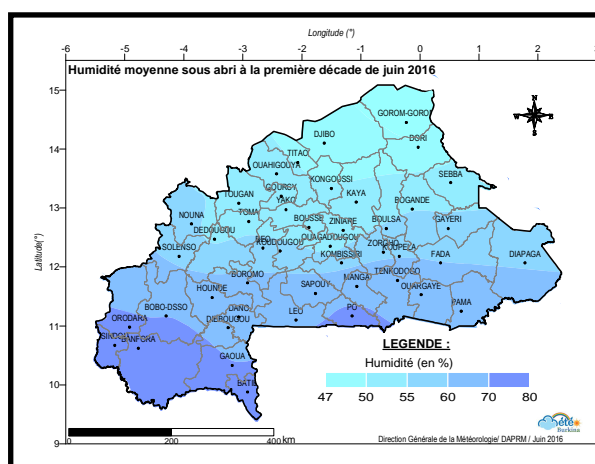 Longitude (°)
-6 -5 -4 -3 -2 -1 0 1 2
Humidité moyenne sous abri à la première décade de juin 2016
15
14
13
12
11
10
9
Latitude(°)
N
W E
S
GOROM-GOROM
DJIBO
DORI
TITAO
OUAHIGOUYA
KONGOUSSI
SEBBA
TOUGAN
GOURCY
YAKO
KAYA
BOGANDE
NOUNA
TOMA
BOUSSE
ZINIARE
BOULSA
GAYERI
DEDOUGOU
REO
KOUDOUGOU
OUAGADOUGOU
ZORGHO
KOUPELA
SOLENSO
KOMBISSIRI
FADA
DIAPAGA
BOROMO
TENKODOGO
HOUNDE
SAPOUY
MANGA
OUARGAYE
BOBO-DSSO
DANO
LEO
PO
PAMA
ORODARA
DIEBOUGOU
SINDOU
BANFORA
GAOUA
BATIE
LEGENDE :
Humidité (en %)
47 50 55 60 70 80
0 200 400
km
été
Burkina
Direction Générale de la Météorologie/ DAPRM / Juin 2016